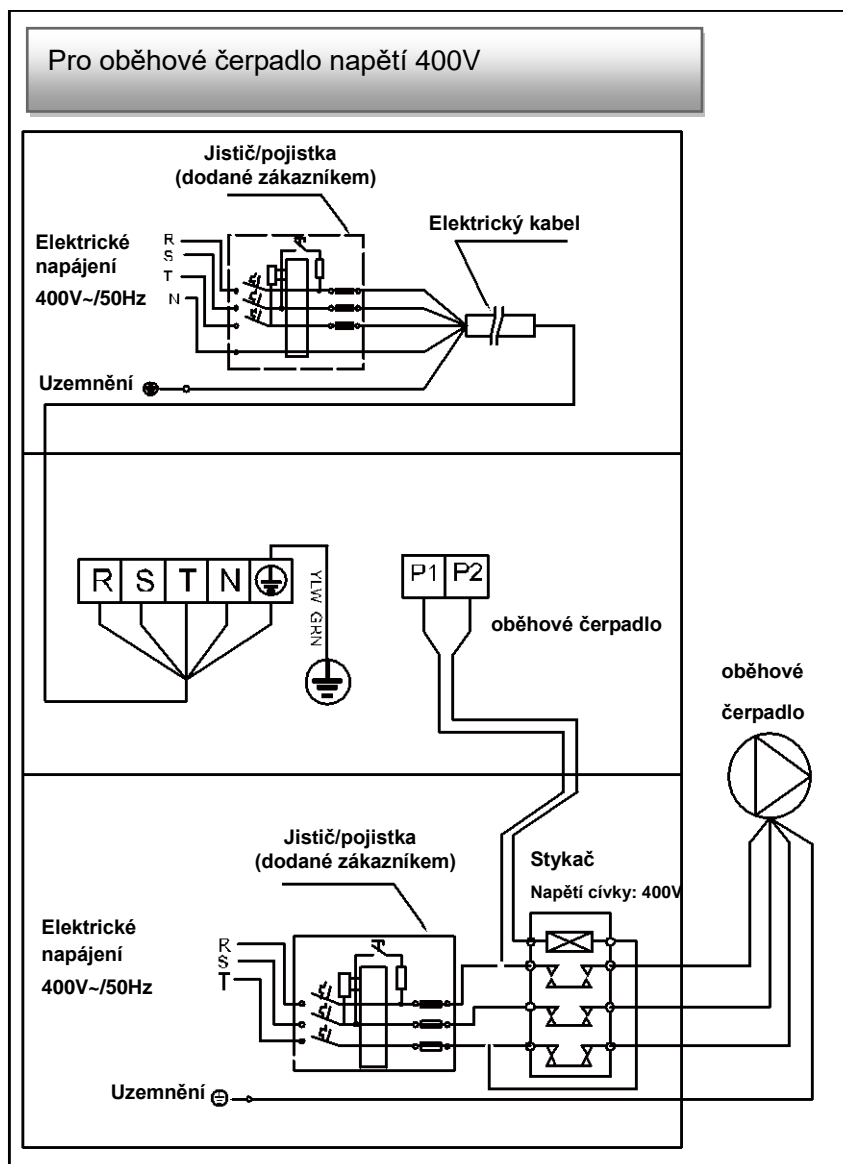 Pro oběhové čerpadlo napětí 400V
Jistič/pojistka
(dodané zákazníkem)
Elektrický kabel
Elektrické
napájení
400V~/50Hz
R
S
T
N
Uzemnění
R S T N
YLW GRN
P1 P2
oběhové čerpadlo
oběhové
čerpadlo
Jistič/pojistka
(dodané zákazníkem)
Stykač
Napětí cívky: 400V
Elektrické
napájení
400V~/50Hz
R
S
T
Uzemnění